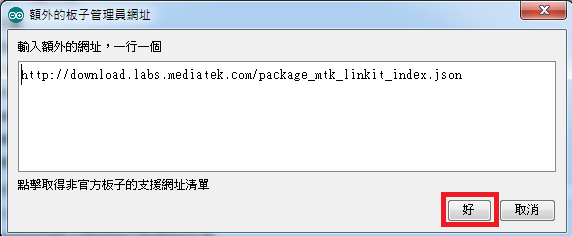 額外的板子管理員網址
輸入額外的網址，一行一個
http://download.labs.mediatek.com/package_mtk_linkit_index.json
點擊取得非官方板子的支援網址清單
好 取消